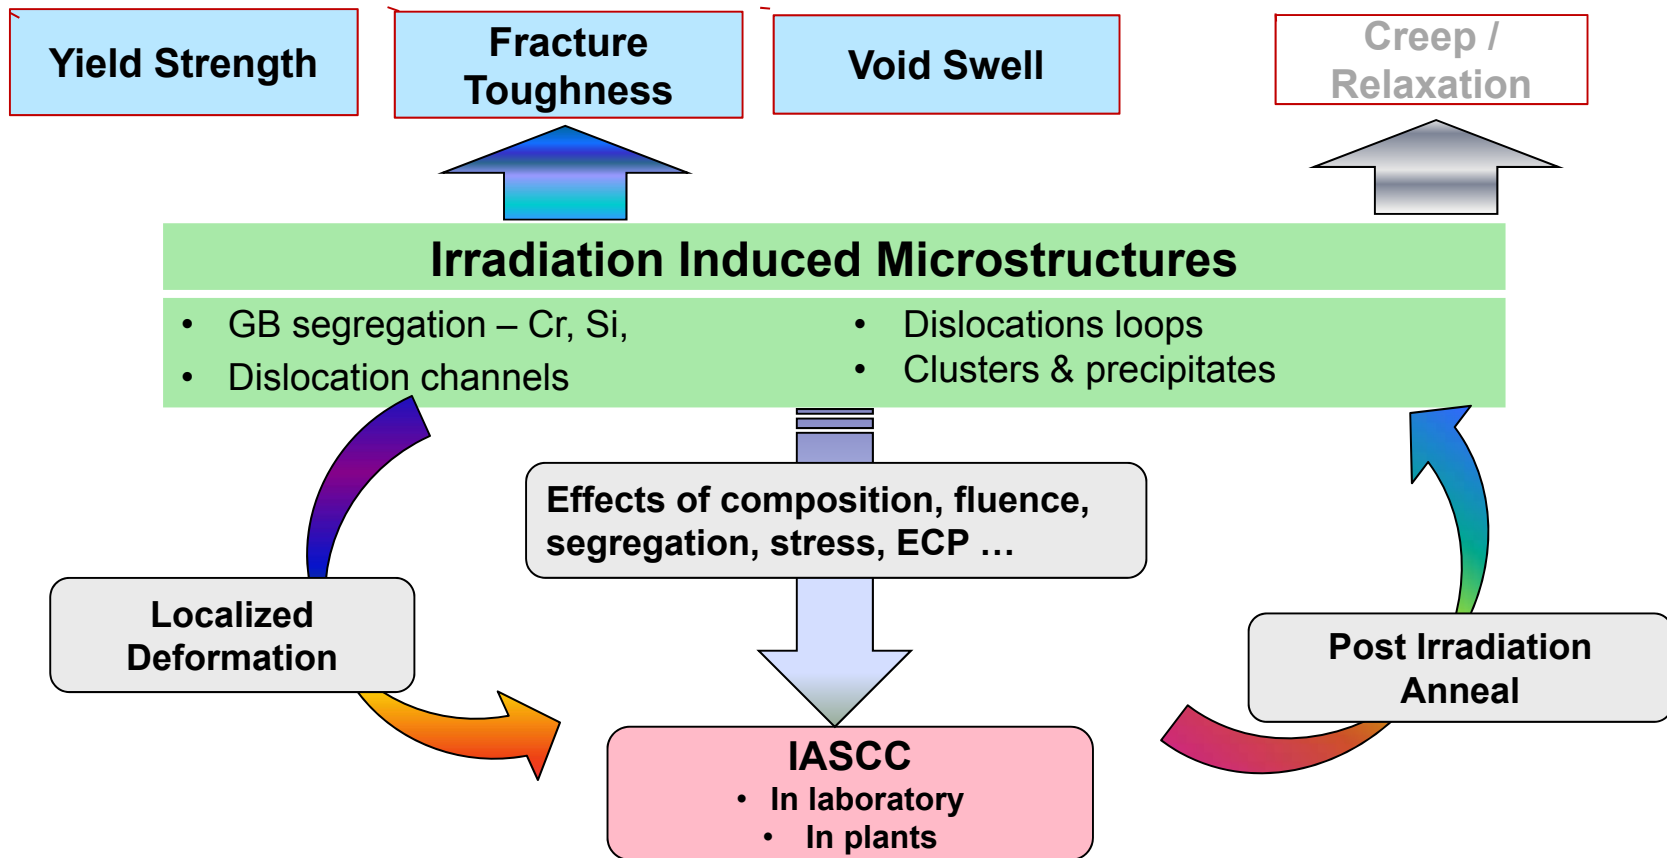 Yield Strength
Fracture
Toughness
Void Swell
Creep /
Relaxation
Irradiation Induced Microstructures
• GB segregation – Cr, Si,
• Dislocation channels
• Dislocations loops
• Clusters & precipitates
Effects of composition, fluence,
segregation, stress, ECP ...
Localized
Deformation
Post Irradiation
Anneal
IASCC
• In laboratory
• In plants